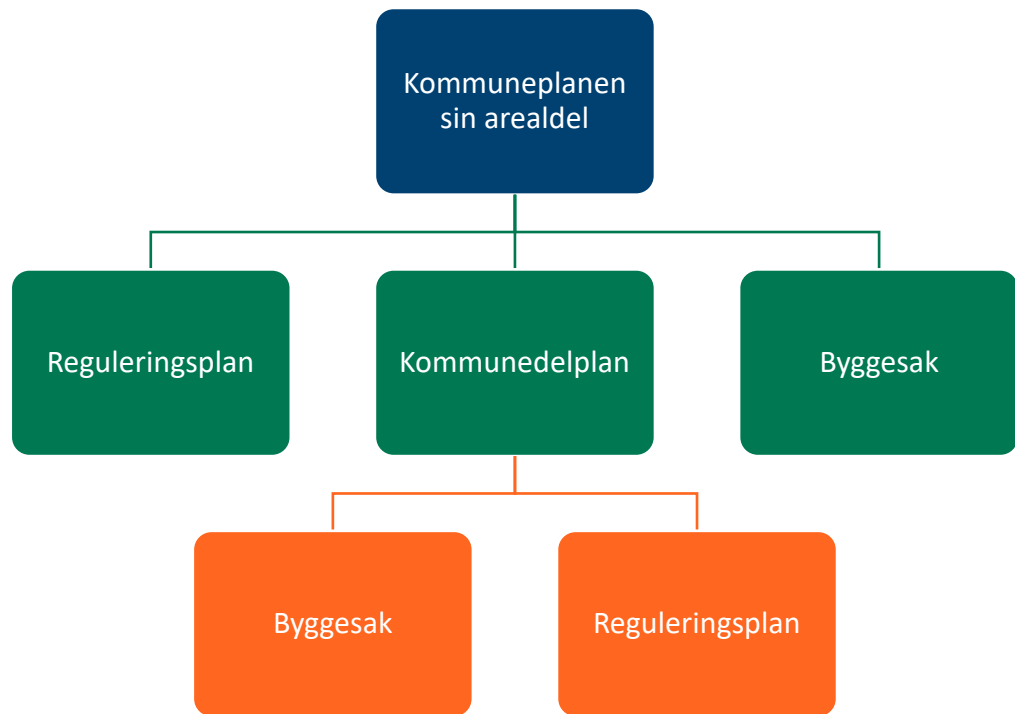 Kommuneplanen
sin arealdel
Reguleringsplan
Kommunedelplan
Byggesak
Byggesak
Reguleringsplan